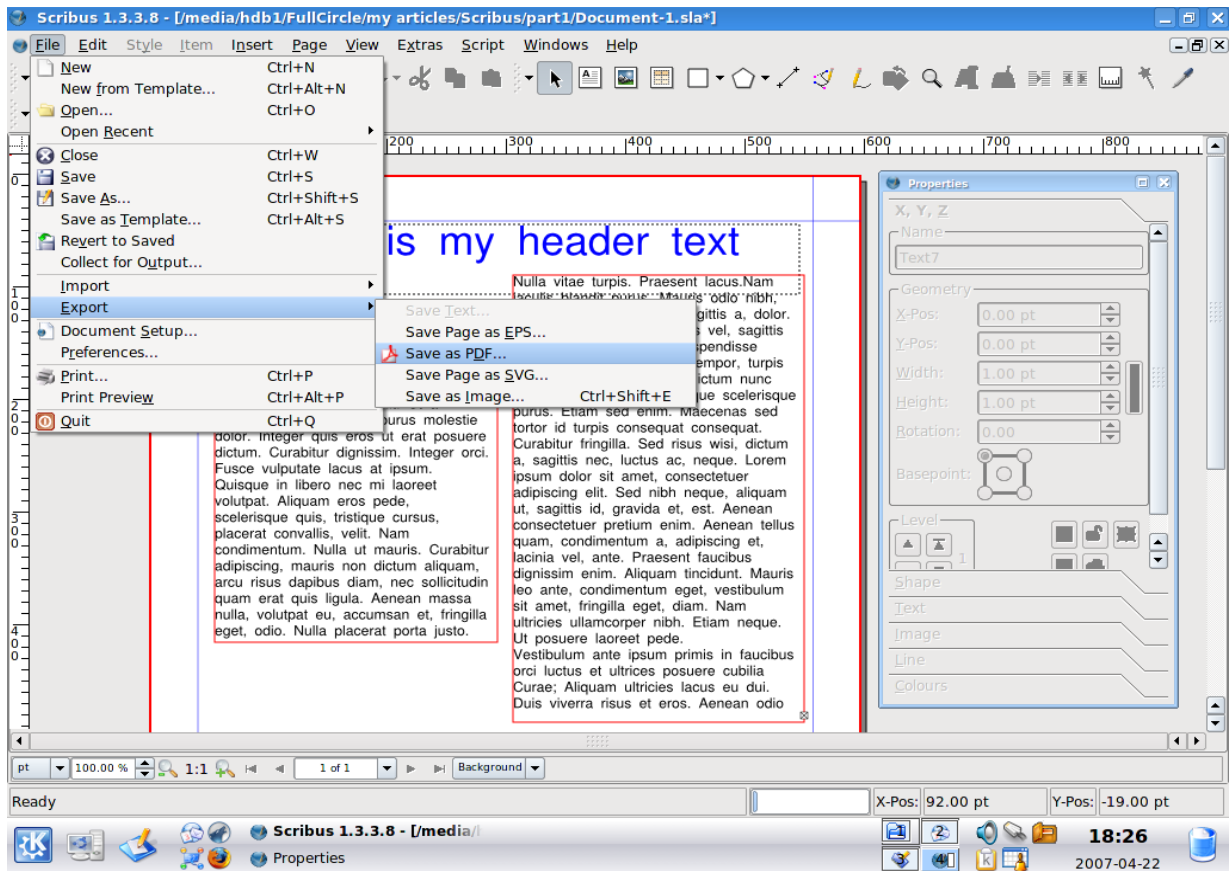 Scribus 1.3.3.8 - [/media/hdb1/FullCircle/my articles/Scribus/part1/Document-1.sla*]
File Edit Style Item Insert Page View Extras Script Windows Help
New Ctrl+N
New from Template... Ctrl+Alt+N
Open... Ctrl+O
Open Recent
Close Ctrl+W
Save Ctrl+S
Save As... Ctrl+Shift+S
Save as Template... Ctrl+Alt+S
Revert to Saved
Collect for Output...
Import
Export
Document Setup...
Preferences...
Print... Ctrl+P
Print Preview Ctrl+Alt+P
Quit Ctrl+Q
Save Text...
Save Page as EPS...
Save as PDF...
Save Page as SVG...
Save as Image... Ctrl+Shift+E
200 300 400 500 600 700 800
0
100
200
300
400
is my header text
purus molestie
dolor. Integer quis eros ut erat posuere
dictum. Curabitur dignissim. Integer orci.
Fusce vulputate lacus at ipsum.
Quisque in libero nec mi laoreet
volutpat. Aliquam eros pede,
scelerisque quis, tristique cursus,
placerat convallis, velit. Nam
condimentum. Nulla ut mauris. Curabitur
adipiscing, mauris non dictum aliquam,
arcu risus dapibus diam, nec sollicitudin
quam erat quis ligula. Aenean massa
nulla, volutpat eu, accumsan et, fringilla
eget, odio. Nulla placerat porta justo.
Nulla vitae turpis. Praesent lacus.Nam
iaculis blandit purus. Mauris odio nibh,
gittis a, dolor.
vel, sagittis
pendisse
empor, turpis
ictum nunc
ue scelerisque
purus. Etiam sed enim. Maecenas sed
tortor id turpis consequat consequat.
Curabitur fringilla. Sed risus wisi, dictum
a, sagittis nec, luctus ac, neque. Lorem
ipsum dolor sit amet, consectetuer
adipiscing elit. Sed nibh neque, aliquam
ut, sagittis id, gravida et, est. Aenean
consectetuer pretium enim. Aenean tellus
quam, condimentum a, adipiscing et,
lacinia vel, ante. Praesent faucibus
dignissim enim. Aliquam tincidunt. Mauris
leo ante, condimentum eget, vestibulum
sit amet, fringilla eget, diam. Nam
ultricies ullamcorper nibh. Etiam neque.
Ut posuere laoreet pede.
Vestibulum ante ipsum primis in faucibus
orci luctus et ultrices posuere cubilia
Curae; Aliquam ultricies lacus eu dui.
Duis viverra risus et eros. Aenean odio
Properties
X, Y, Z
Name
Text7
Geometry
X-Pos: 0.00 pt
Y-Pos: 0.00 pt
Width: 1.00 pt
Height: 1.00 pt
Rotation: 0.00
Basepoint:
Level
1
Shape
Text
Image
Line
Colours
pt 100.00 % 1:1 1 of 1 Background
Ready X-Pos: 92.00 pt Y-Pos: -19.00 pt
Scribus 1.3.3.8 - [/media/
Properties
1 2 3 4
18:26
2007-04-22